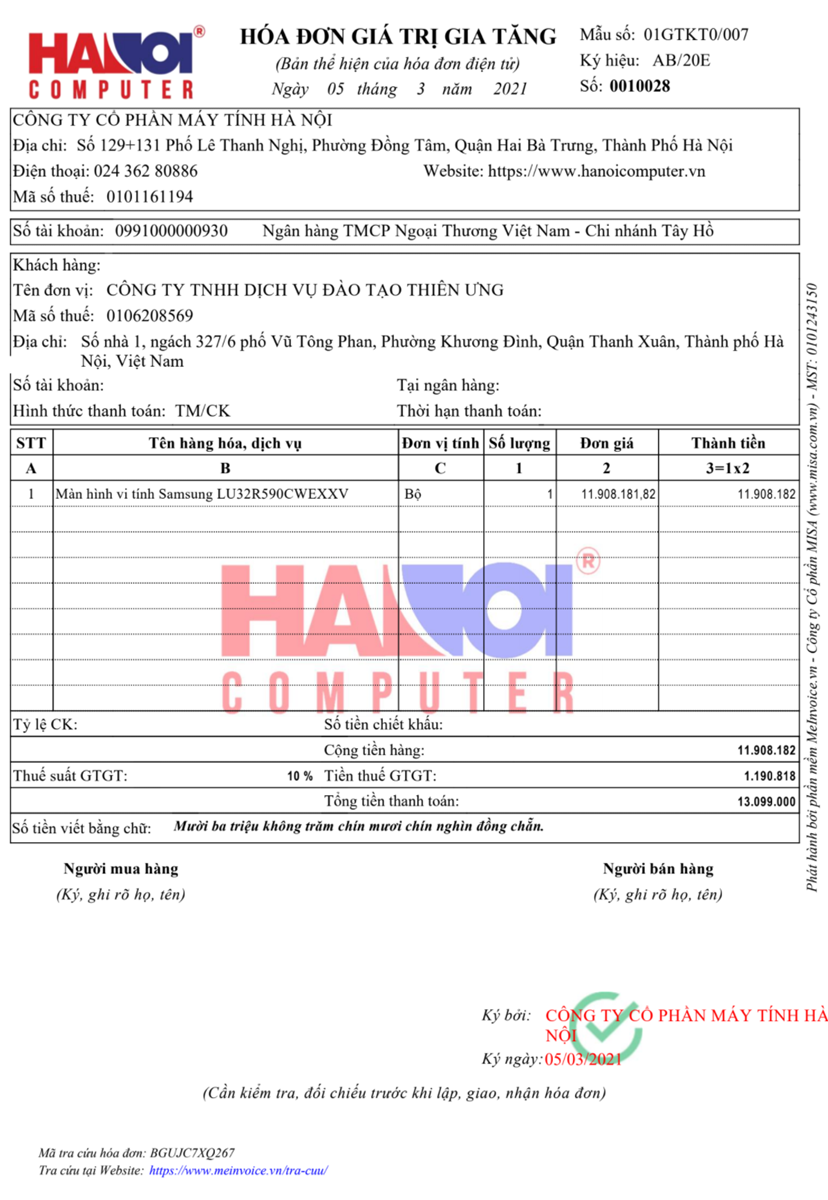 HANOI ®
COMPUTER
HÓA ĐƠN GIÁ TRỊ GIA TĂNG
(Bản thể hiện của hóa đơn điện tử)
Ngày 05 tháng 3 năm 2021
Mẫu số: 01GTKT0/007
Ký hiệu: AB/20E
Số: 0010028
CÔNG TY CỔ PHẦN MÁY TÍNH HÀ NỘI
Địa chỉ: Số 129+131 Phố Lê Thanh Nghị, Phường Đồng Tâm, Quận Hai Bà Trưng, Thành Phố Hà Nội
Điện thoại: 024 362 80886 Website: https://www.hanoicomputer.vn
Mã số thuế: 0101161194
Số tài khoản: 0991000000930 Ngân hàng TMCP Ngoại Thương Việt Nam - Chi nhánh Tây Hồ
Khách hàng:
Tên đơn vị: CÔNG TY TNHH DỊCH VỤ ĐÀO TẠO THIÊN ƯNG
Mã số thuế: 0106208569
Địa chỉ: Số nhà 1, ngách 327/6 phố Vũ Tông Phan, Phường Khương Đình, Quận Thanh Xuân, Thành phố Hà
Nội, Việt Nam
Số tài khoản: Tại ngân hàng:
Hình thức thanh toán: TM/CK Thời hạn thanh toán:
STT Tên hàng hóa, dịch vụ Đơn vị tính Số lượng Đơn giá Thành tiền
A B C 1 2 3=1x2
1 Màn hình vi tính Samsung LU32R590CWEXXV Bộ 1 11.908.181,82 11.908.182
HANOI ®
COMPUTER
Tỷ lệ CK: Số tiền chiết khấu:
Cộng tiền hàng: 11.908.182
Thuế suất GTGT: 10 % Tiền thuế GTGT: 1.190.818
Tổng tiền thanh toán: 13.099.000
Số tiền viết bằng chữ: Mười ba triệu không trăm chín mươi chín nghìn đồng chẵn.
Người mua hàng Người bán hàng
(Ký, ghi rõ họ, tên) (Ký, ghi rõ họ, tên)
Ký bởi: CÔNG TY CỔ PHẦN MÁY TÍNH HÀ
NỘI
Ký ngày: 05/03/2021
(Cần kiểm tra, đối chiếu trước khi lập, giao, nhận hóa đơn)
Mã tra cứu hóa đơn: BGUJC7XQ267
Tra cứu tại Website: https://www.meinvoice.vn/tra-cuu/
Phát hành bởi phần mềm MeInvoice.vn - Công ty Cổ phần MISA (www.misa.com.vn) - MST: 0101243150